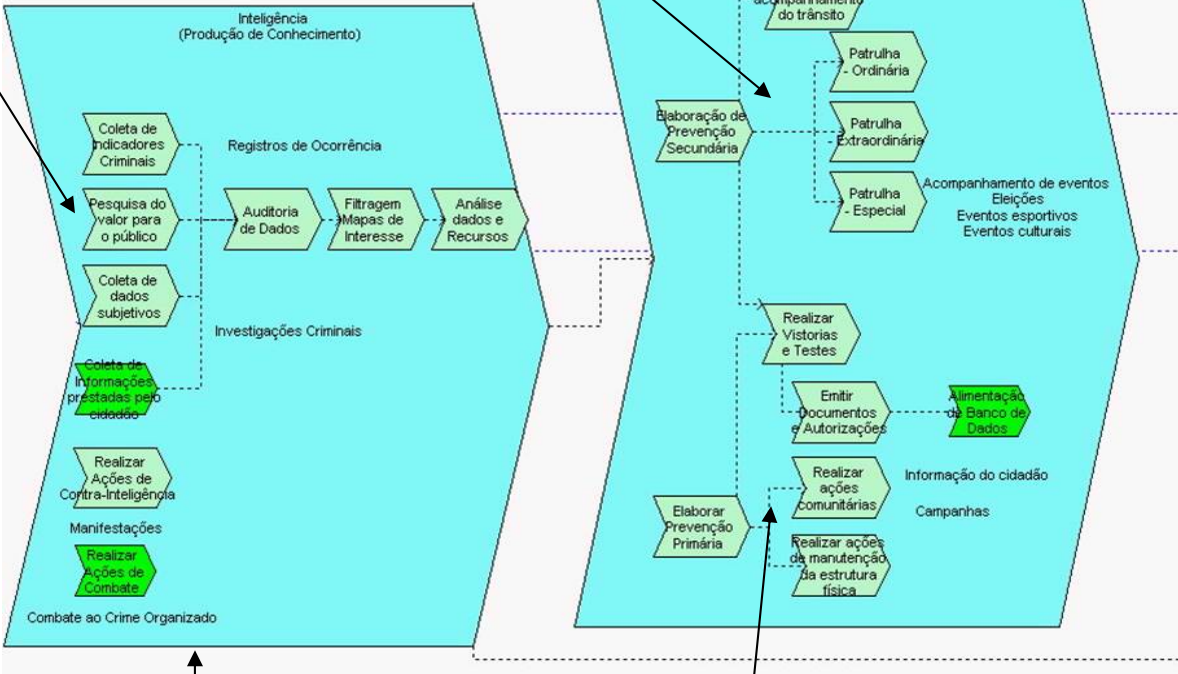 Inteligência
(Produção de Conhecimento)
Coleta de
Indicadores
Criminais
Registros de Ocorrência
Pesquisa do
valor para
o público
Auditoria
de Dados
Filtragem
Mapas de
Interesse
Análise
dados e
Recursos
Coleta de
dados
subjetivos
Investigações Criminais
Coleta de
Informações
prestadas pelo
cidadão
Realizar
Ações de
Contra-Inteligência
Manifestações
Realizar
Ações de
Combate
Combate ao Crime Organizado
acompanhamento
do trânsito
Patrulha
- Ordinária
Elaboração de
Prevenção
Secundária
Patrulha
- Extraordinária
Patrulha
- Especial
Acompanhamento de eventos
Eleições
Eventos esportivos
Eventos culturais
Realizar
Vistorias
e Testes
Emitir
Documentos
e Autorizações
Alimentação
de Banco de
Dados
Realizar
ações
comunitárias
Informação do cidadão
Campanhas
Elaborar
Prevenção
Primária
Realizar ações
de manutenção
da estrutura
física